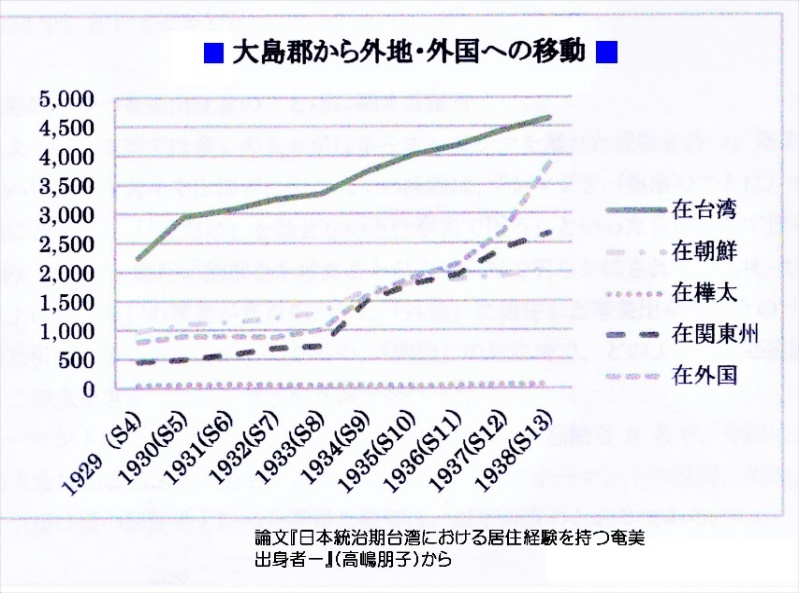 ■ 大島郡から外地・外国への移動 ■
5,000
4,500
4,000
3,500
3,000
2,500
2,000
1,500
1,000
500
0
在台湾
在朝鮮
在樺太
在関東州
在外国
1929（S4）
1930(S5)
1931(S6)
1932(S7)
1933(S8)
1934(S9)
1935(S10)
1936(S11)
1937(S12)
1938(S13)
論文『日本統治期台湾における居住経験を持つ奄美
出身者ー』(高嶋朋子)から